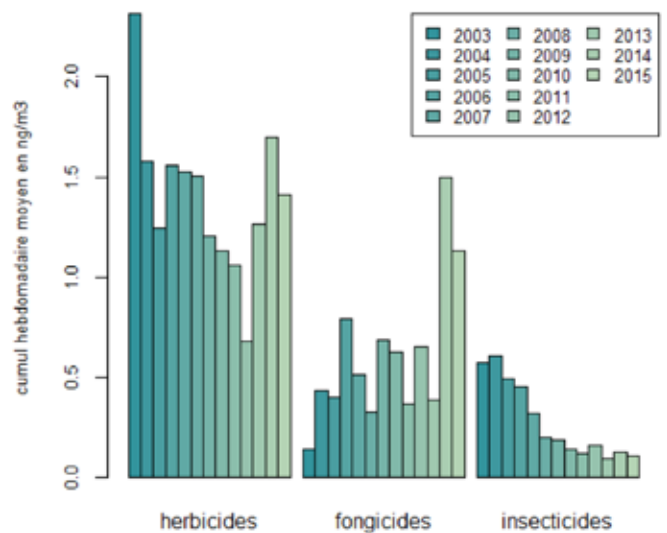 cumul hebdomadaire moyen en ng/m3
2.0
1.5
1.0
0.5
0.0
2003 2008 2013
2004 2009 2014
2005 2010 2015
2006 2011
2007 2012
herbicides fongicides insecticides